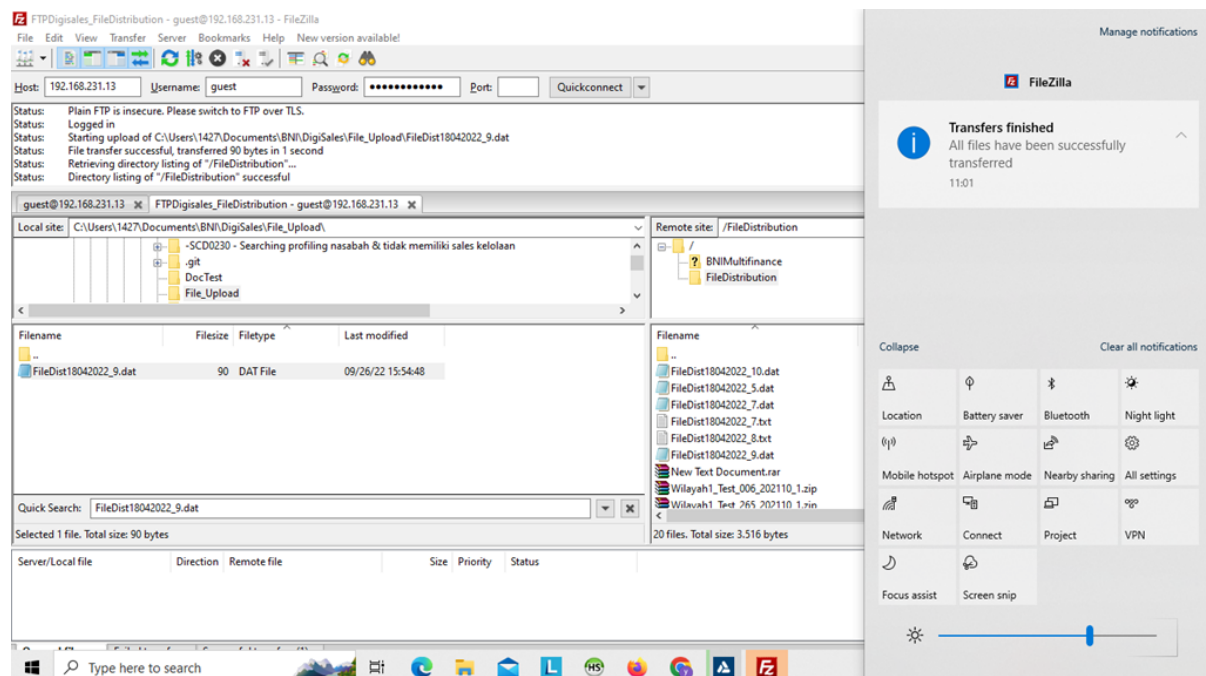 FTPDigisales_FileDistribution - guest@192.168.231.13 - FileZilla
File Edit View Transfer Server Bookmarks Help New version available!
Host: 192.168.231.13 Username: guest Password: ●●●●●●●●●●●● Port: Quickconnect
Status: Plain FTP is insecure. Please switch to FTP over TLS.
Status: Logged in
Status: Starting upload of C:\Users\1427\Documents\BNI\DigiSales\File_Upload\FileDist18042022_9.dat
Status: File transfer successful, transferred 90 bytes in 1 second
Status: Retrieving directory listing of "/FileDistribution"...
Status: Directory listing of "/FileDistribution" successful
guest@192.168.231.13 FTPDigisales_FileDistribution - guest@192.168.231.13
Local site: C:\Users\1427\Documents\BNI\DigiSales\File_Upload\
-SCD0230 - Searching profiling nasabah & tidak memiliki sales kelolaan
.git
DocTest
File_Upload
Filename Filesize Filetype Last modified
..
FileDist18042022_9.dat 90 DAT File 09/26/22 15:54:48
Quick Search: FileDist18042022_9.dat
Selected 1 file. Total size: 90 bytes
Remote site: /FileDistribution
/
BNIMultifinance
FileDistribution
Filename
..
FileDist18042022_10.dat
FileDist18042022_5.dat
FileDist18042022_7.dat
FileDist18042022_7.txt
FileDist18042022_8.txt
FileDist18042022_9.dat
New Text Document.rar
Wilayah1_Test_006_202110_1.zip
Wilayah1_Test_265_202110_1.zip
20 files. Total size: 3.516 bytes
Server/Local file Direction Remote file Size Priority Status
Type here to search
Manage notifications
FileZilla
Transfers finished
All files have been successfully
transferred
11:01
Collapse Clear all notifications
Location Battery saver Bluetooth Night light
Mobile hotspot Airplane mode Nearby sharing All settings
Network Connect Project VPN
Focus assist Screen snip